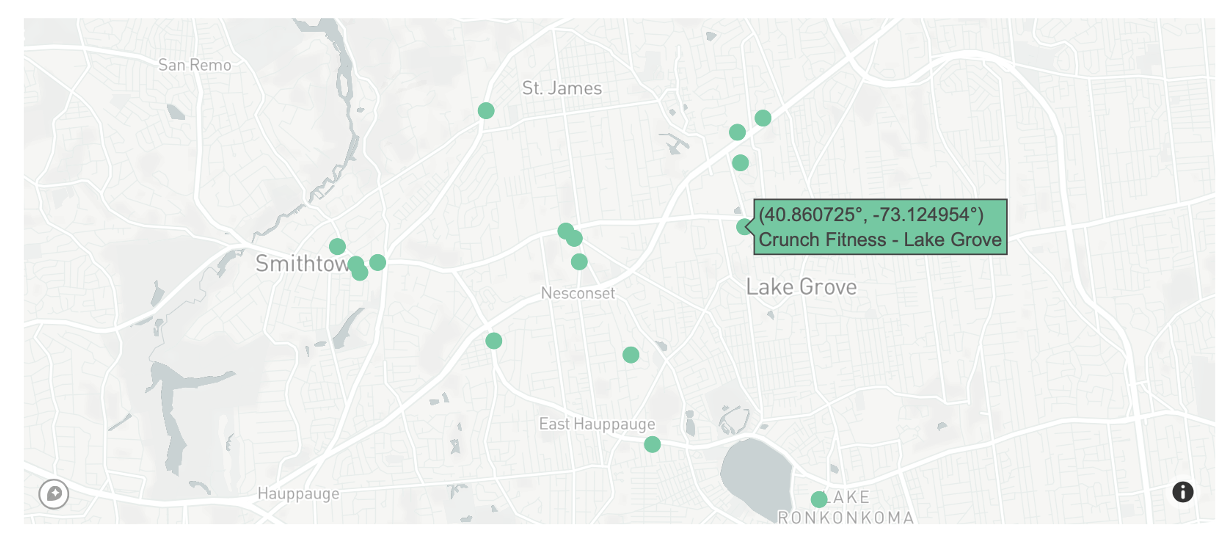 San Remo
St. James
(40.860725°, -73.124954°)
Crunch Fitness - Lake Grove
Smithtow
Lake Grove
Nesconset
East Hauppauge
Hauppauge
LAKE
RONKONKOMA